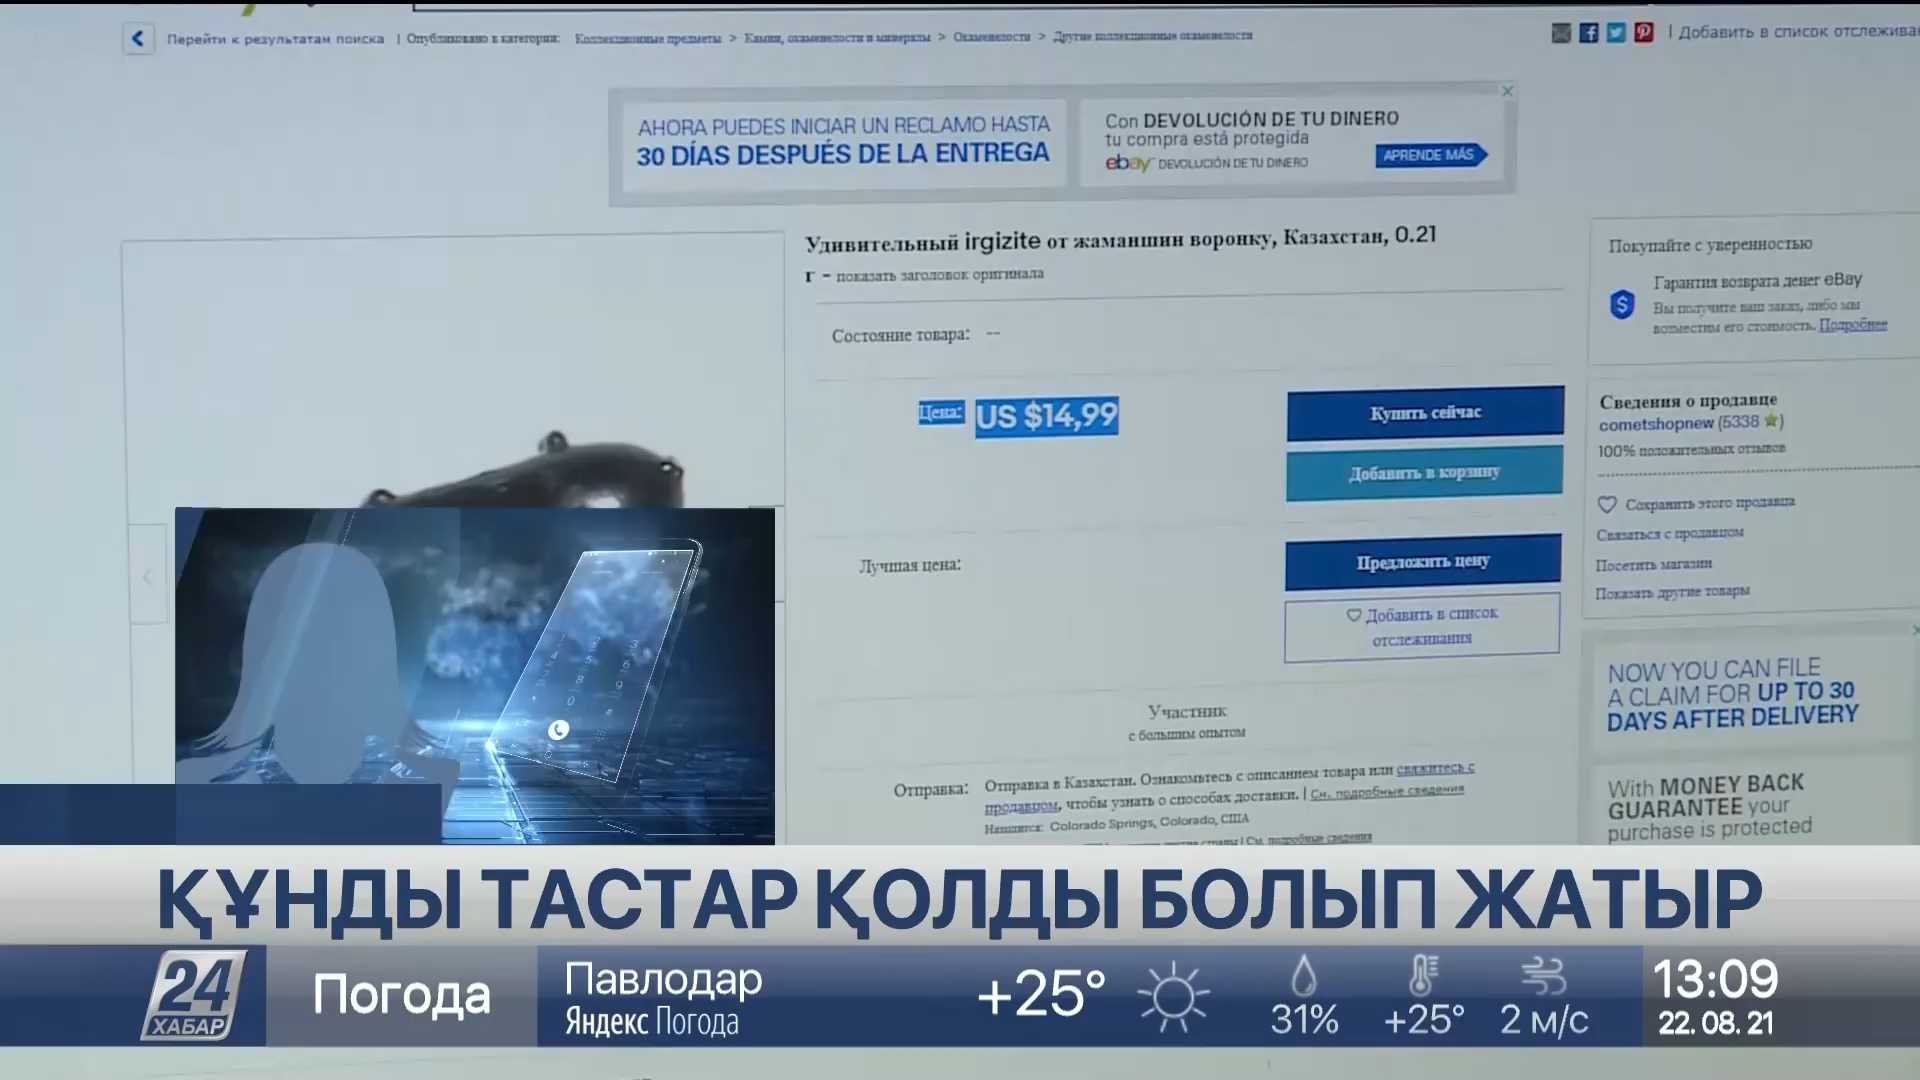 Перейти к результатам поиска | Опубликовано в категории: Коллекционные предметы > Камни, окаменелости и минералы > Окаменелости > Другие коллекционные окаменелости
| Добавить в список отслежива
AHORA PUEDES INICIAR UN RECLAMO HASTA
30 DÍAS DESPUÉS DE LA ENTREGA
Con DEVOLUCIÓN DE TU DINERO
tu compra está protegida
ebay DEVOLUCIÓN DE TU DINERO
APRENDE MÁS
Удивительный irgizite от жаманшин воронку, Казахстан, 0.21
г - показать заголовок оригинала
Состояние товара: --
Цена: US $14,99
Купить сейчас
Добавить в корзину
Лучшая цена:
Предложить цену
Добавить в список
отслеживания
Участник
с большим опытом
Отправка: Отправка в Казахстан. Ознакомьтесь с описанием товара или свяжитесь с
продавцом, чтобы узнать о способах доставки. | См. подробные сведения
Находится: Colorado Springs, Colorado, США
| См. подробные сведения
Покупайте с уверенностью
Гарантия возврата денег eBay
Вы получите ваш заказ, либо мы
возместим его стоимость. Подробнее
Сведения о продавце
cometshopnew (5338)
100% положительных отзывов
Сохранить этого продавца
Связаться с продавцом
Посетить магазин
Показать другие товары
NOW YOU CAN FILE
A CLAIM FOR UP TO 30
DAYS AFTER DELIVERY
With MONEY BACK
GUARANTEE your
purchase is protected
ҚҰНДЫ ТАСТАР ҚОЛДЫ БОЛЫП ЖАТЫР
24
ХАБАР
Погода
Павлодар
Яндекс Погода
+25°
31%
+25°
2 м/с
13:09
22.08.21